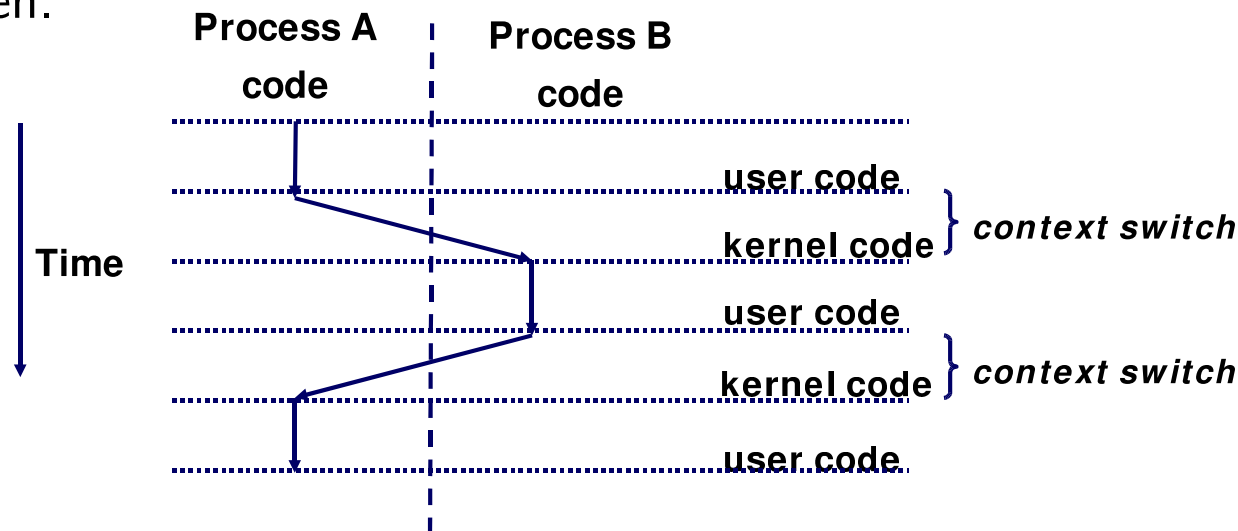 Process A
code
Process B
code
user code
kernel code
context switch
Time
user code
kernel code
context switch
user code